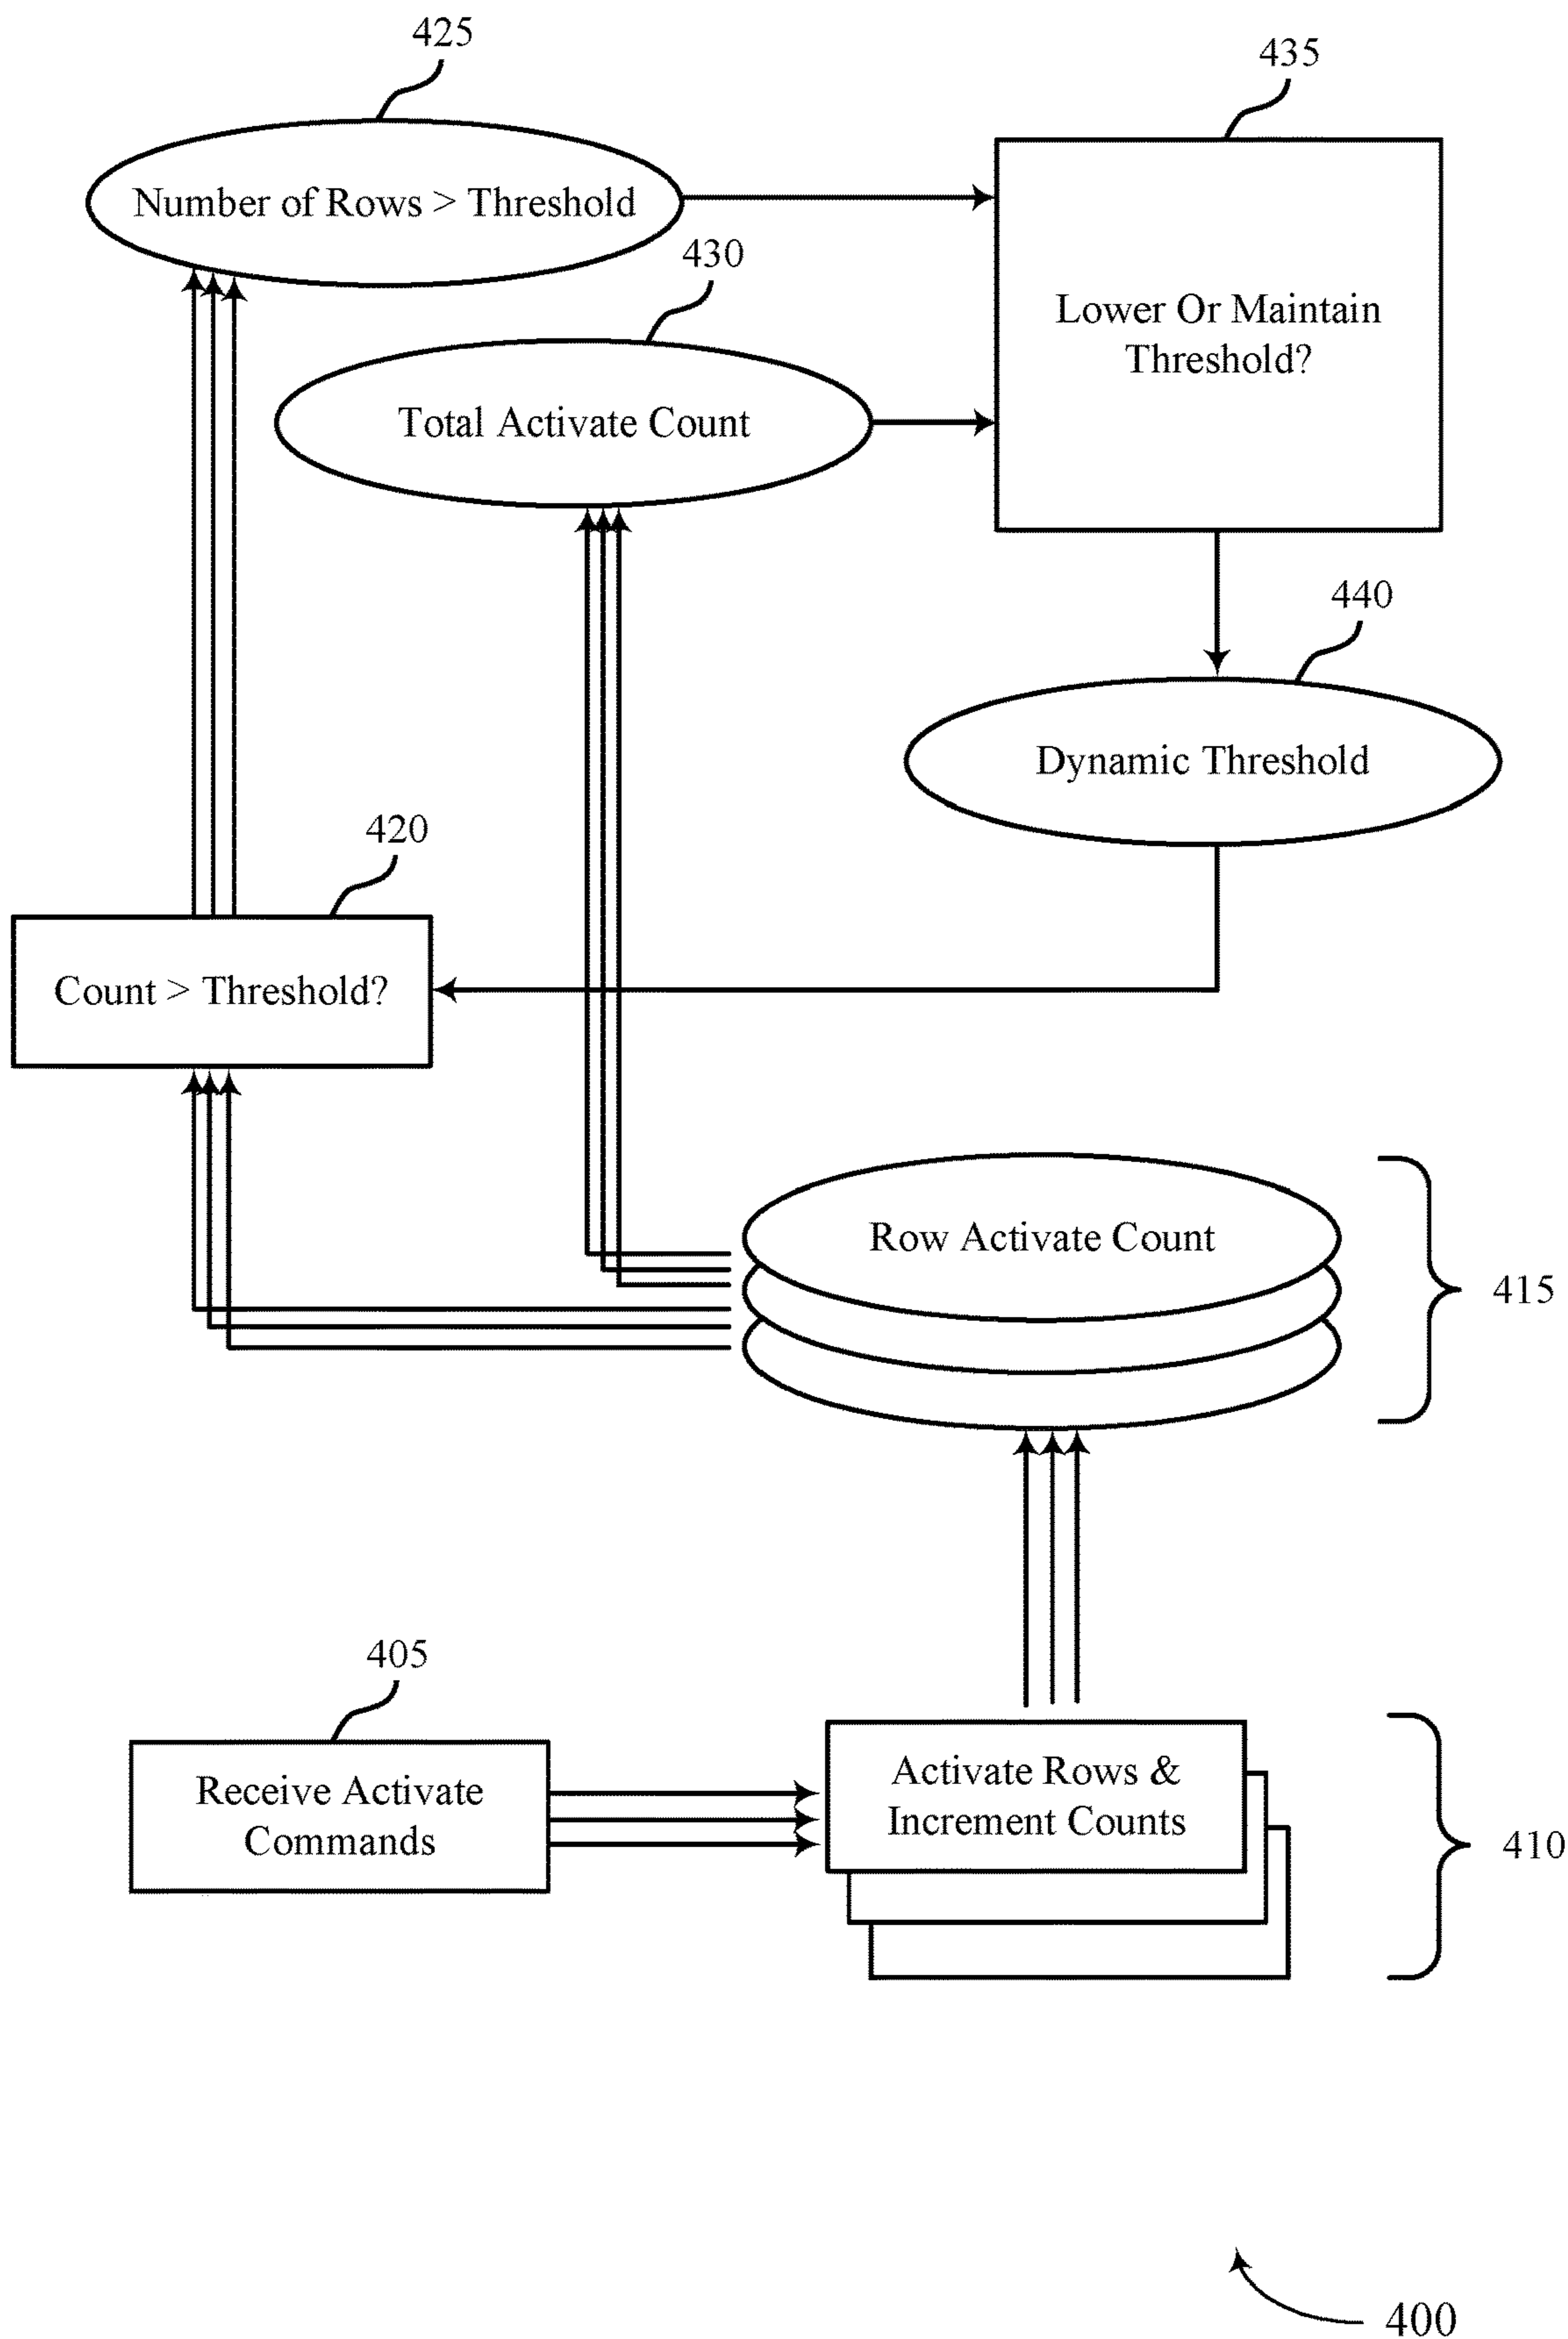 425
435
Number of Rows > Threshold
430
Lower Or Maintain
Threshold?
Total Activate Count
440
Dynamic Threshold
420
Count > Threshold?
Row Activate Count
415
405
Activate Rows &
Increment Counts
Receive Activate
Commands
410
400